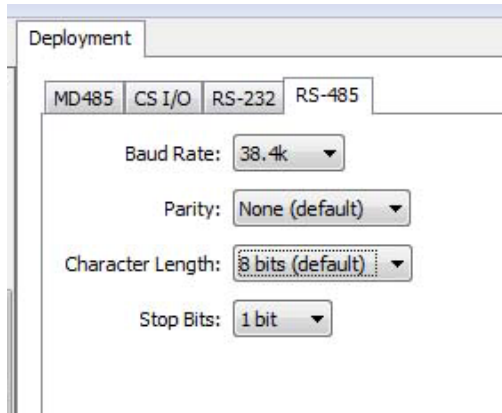 Deployment
MD485 CS I/O RS-232 RS-485
Baud Rate: 38.4k
Parity: None (default)
Character Length: 8 bits (default)
Stop Bits: 1 bit